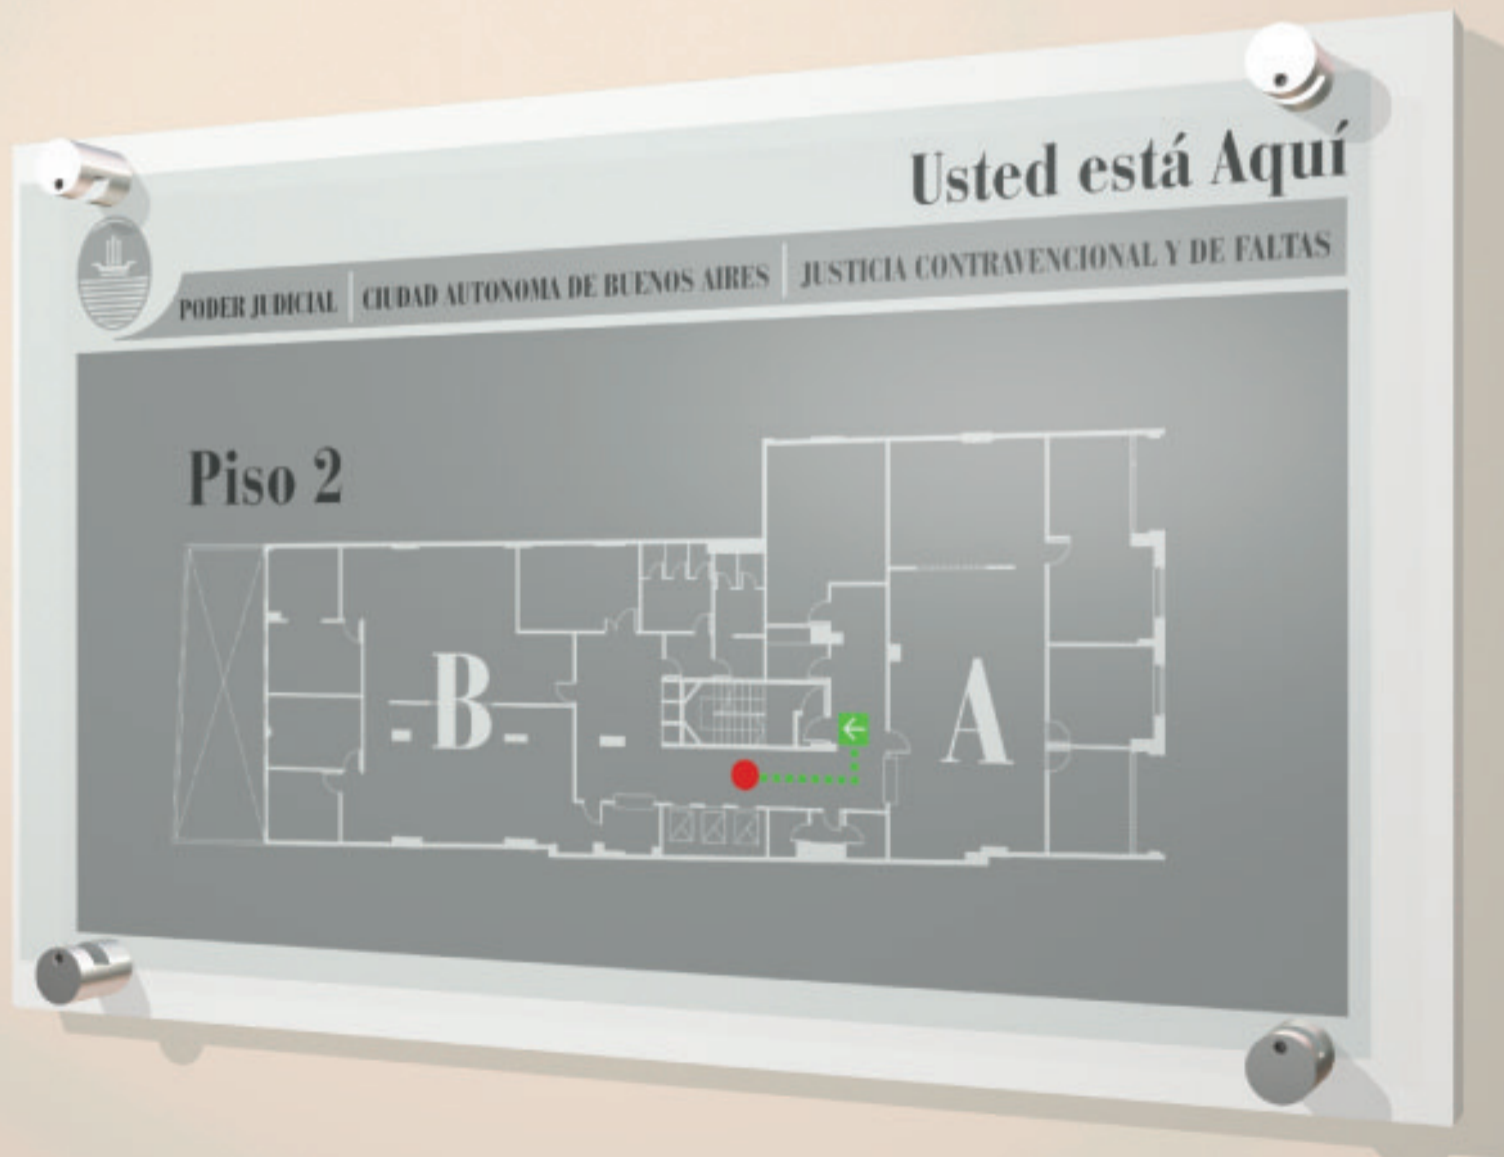 Usted está Aquí
PODER JUDICIAL CIUDAD AUTONOMA DE BUENOS AIRES JUSTICIA CONTRAVENCIONAL Y DE FALTAS
Piso 2
B
A